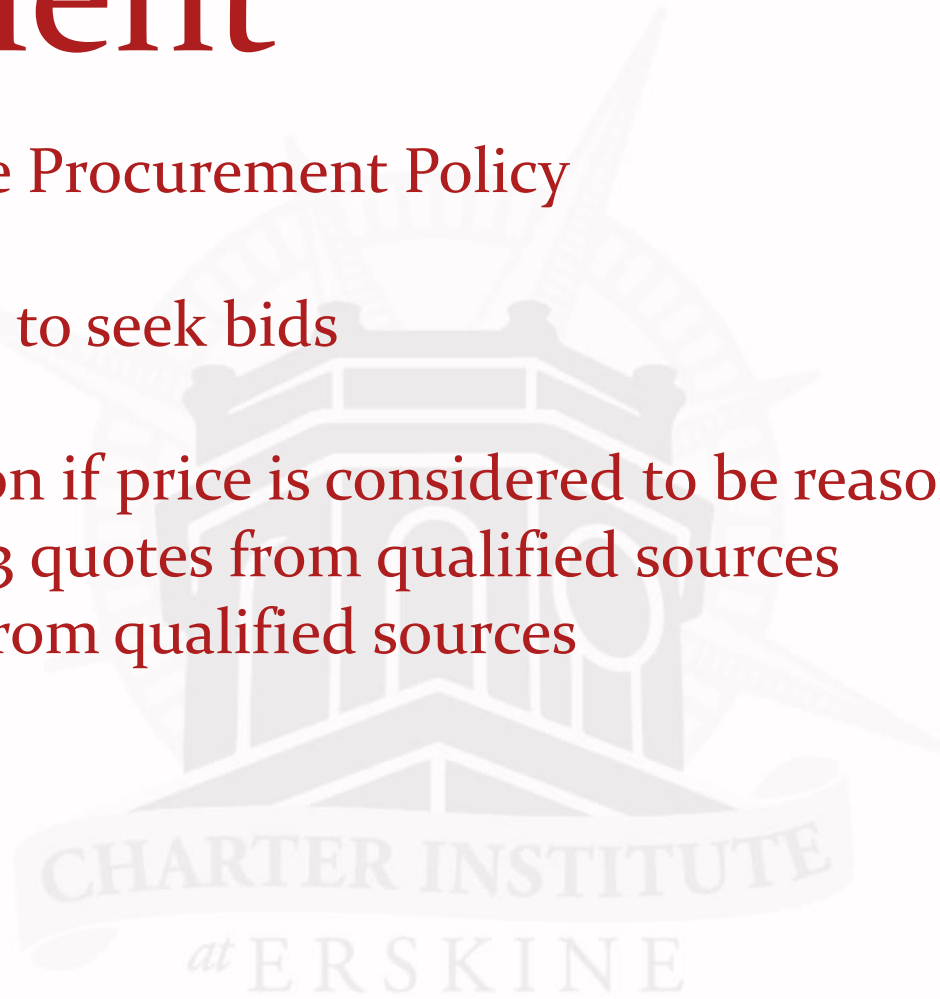 ent
e Procurement Policy
to seek bids
on if price is considered to be reaso
3 quotes from qualified sources
rom qualified sources
CHARTER INSTITUTE
at ERSKINE